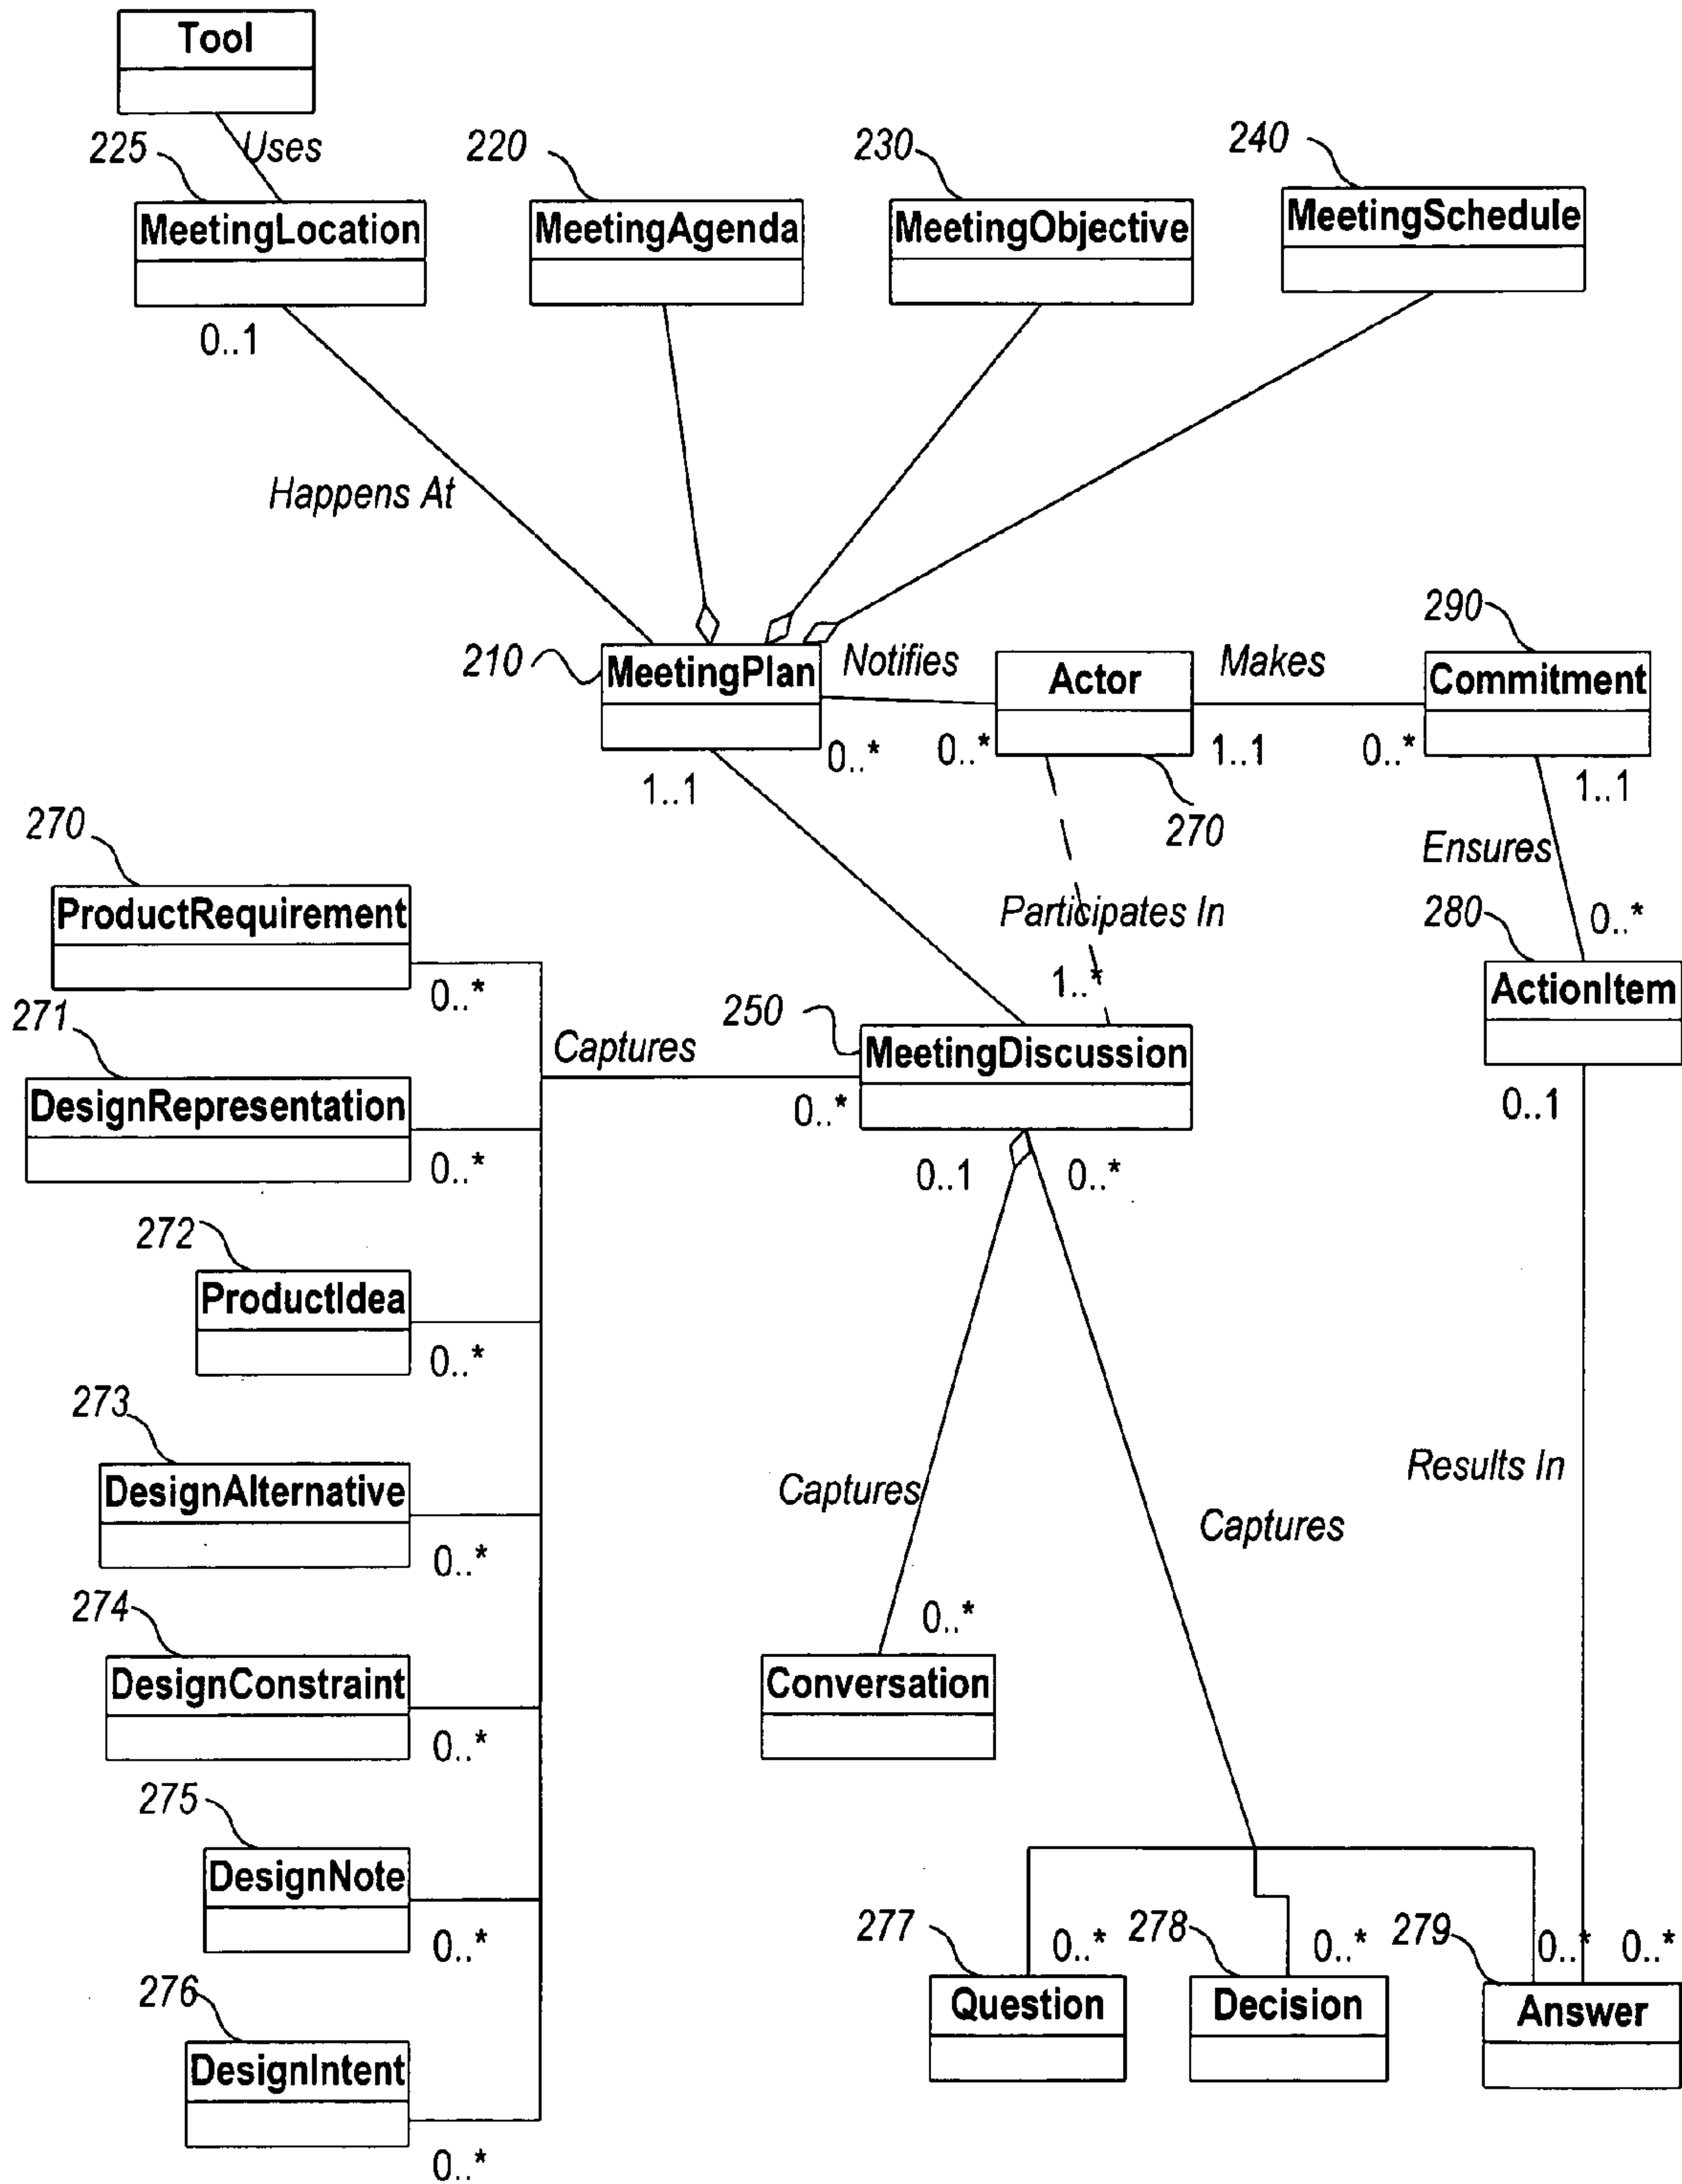 Tool
225
Uses
220
230
240
MeetingLocation
MeetingAgenda
MeetingObjective
MeetingSchedule
0..1
Happens At
290
210
MeetingPlan
Notifies
Actor
Makes
Commitment
0..*
0..*
1..1
0..*
1..1
1..1
270
270
Ensures
ProductRequirement
Participates In
280
0..*
0..*
1..*
ActionItem
271
250
Captures
MeetingDiscussion
DesignRepresentation
0..*
0..1
0..*
0..1
0..*
272
ProductIdea
0..*
273
DesignAlternative
Captures
Captures
Results In
0..*
274
0..*
DesignConstraint
Conversation
0..*
275
DesignNote
277
278
279
0..*
0..*
0..*
0..*
0..*
276
Question
Decision
Answer
DesignIntent
0..*